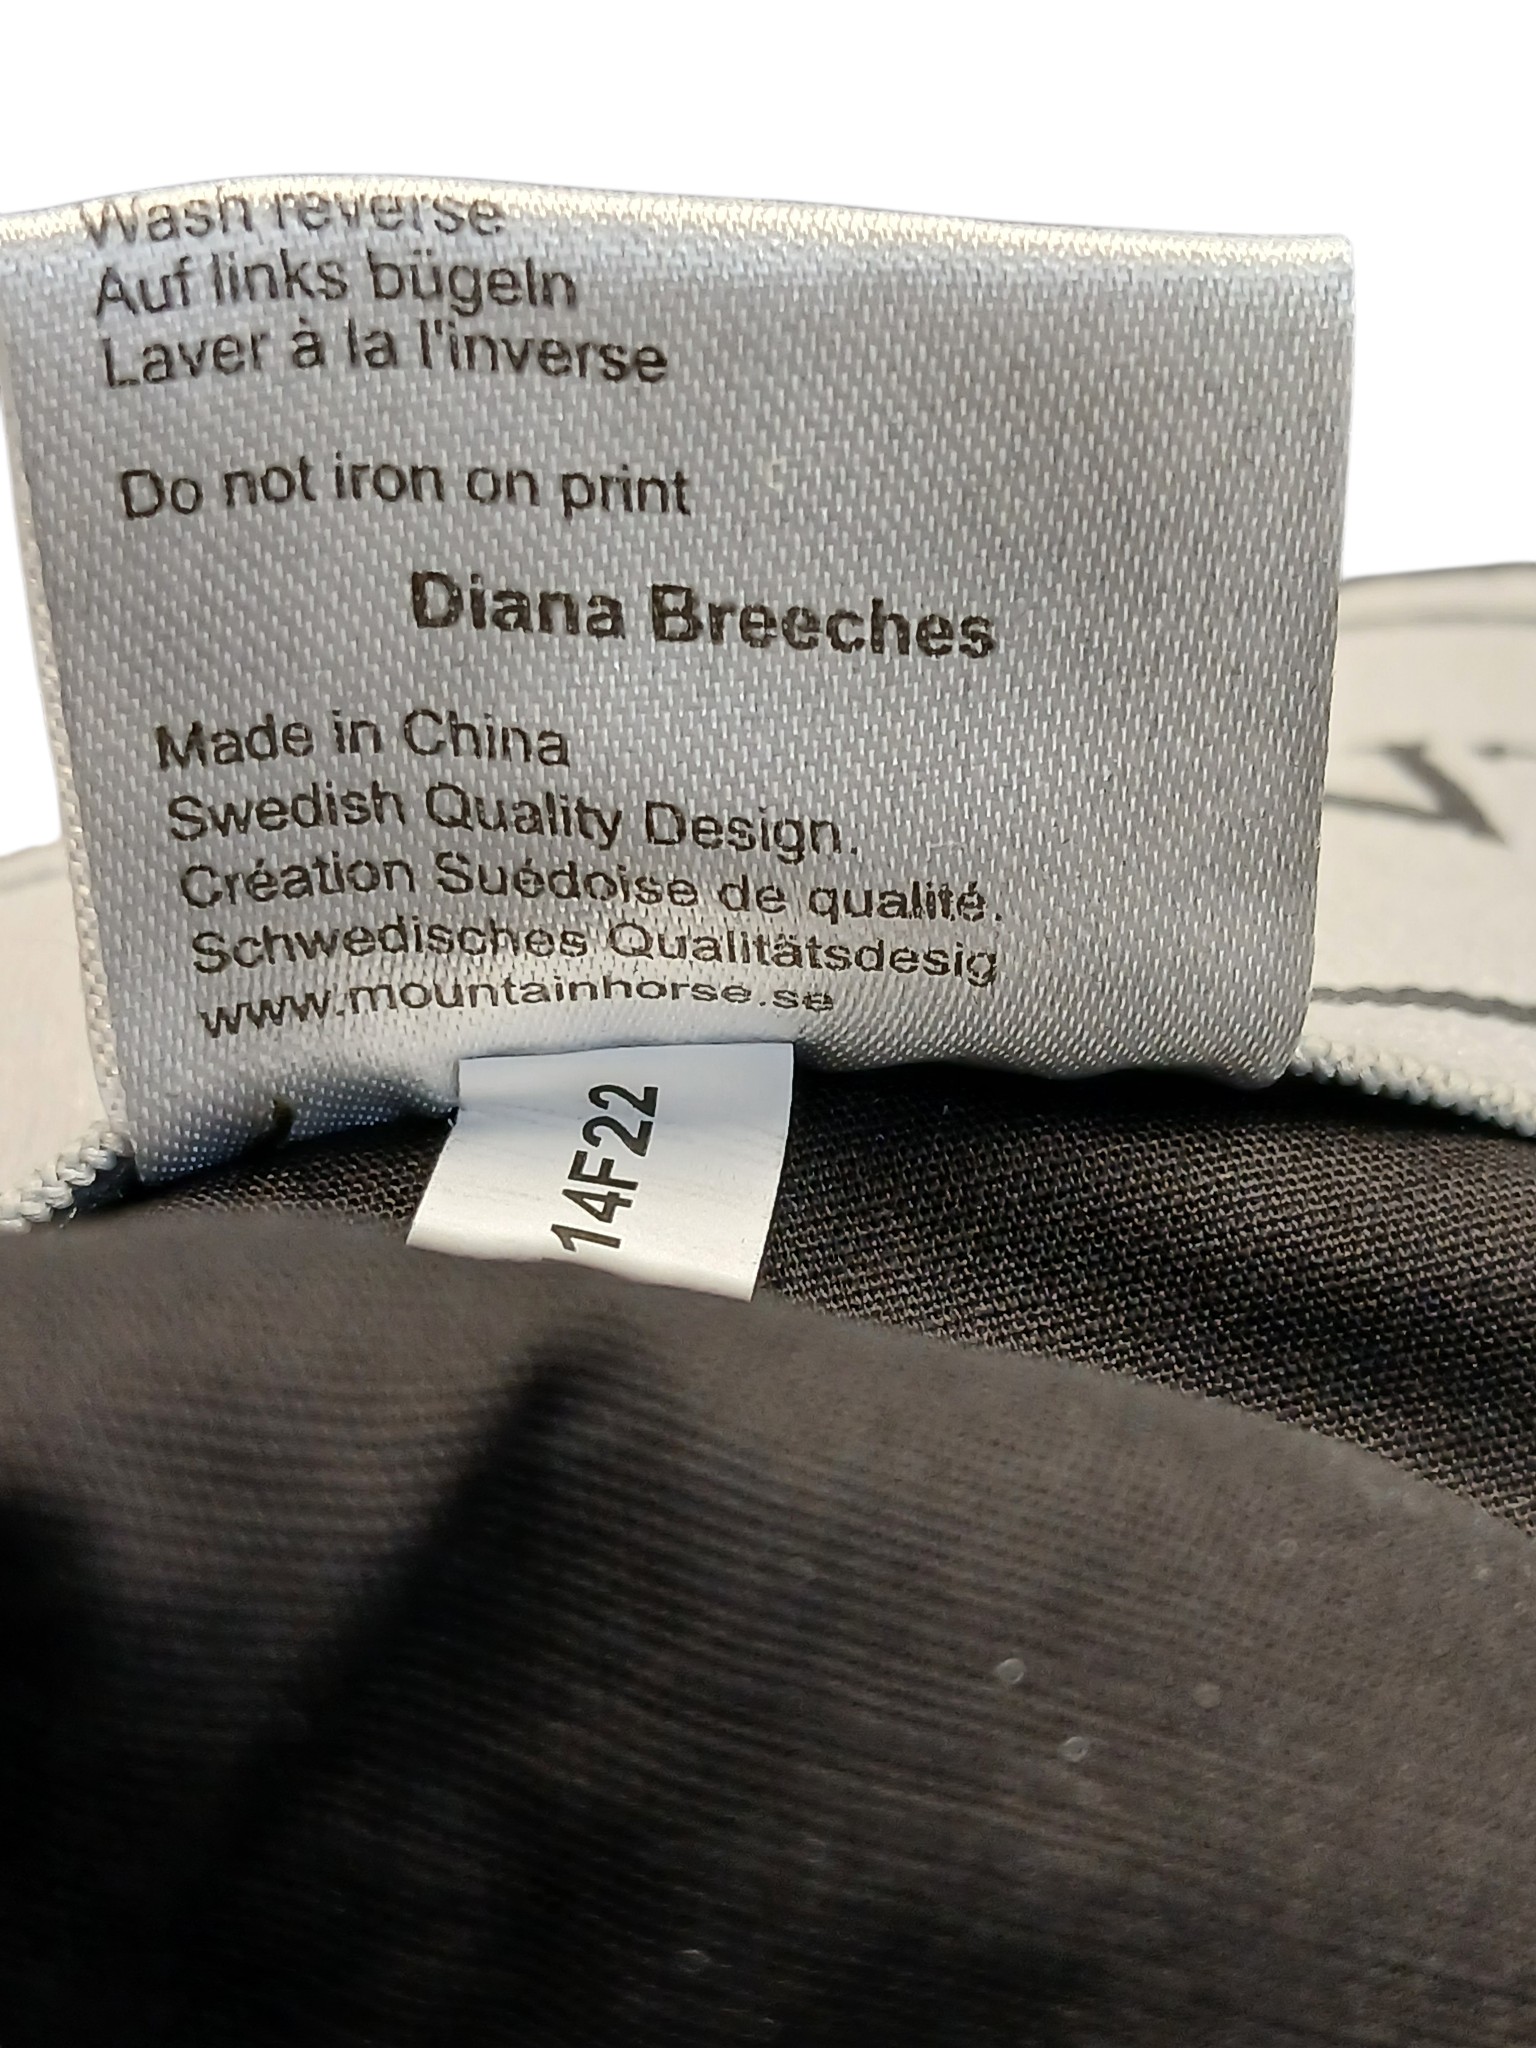 Wash reverse
Auf links bügeln
Laver à la l'inverse
Do not iron on print
Diana Breeches
Made in China
Swedish Quality Design.
Création Suédoise de qualité.
Schwedisches Qualitätsdesig
www.mountainhorse.se
14F22